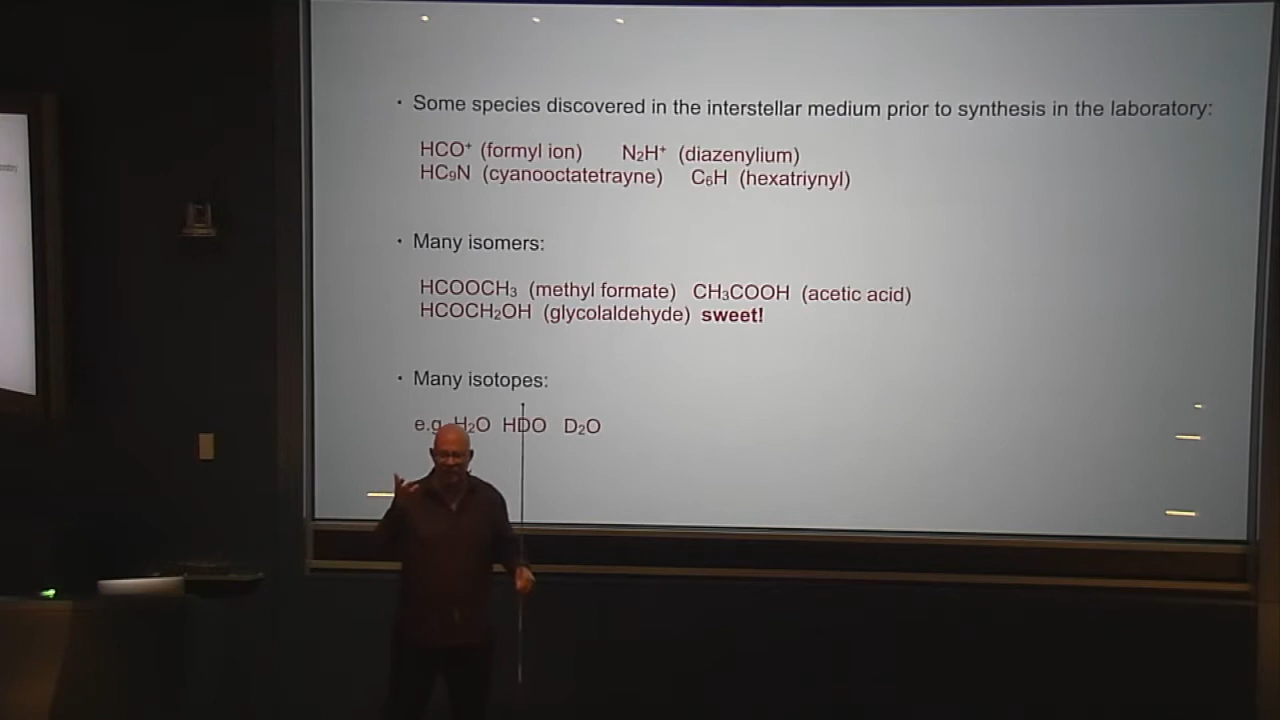 · Some species discovered in the interstellar medium prior to synthesis in the laboratory:
HCO⁺ (formyl ion) N₂H⁺ (diazenylium)
HC₉N (cyanooctatetrayne) C₆H (hexatriynyl)
· Many isomers:
HCOOCH₃ (methyl formate) CH₃COOH (acetic acid)
HCOCH₂OH (glycolaldehyde) sweet!
· Many isotopes:
e.g. H₂O HDO D₂O